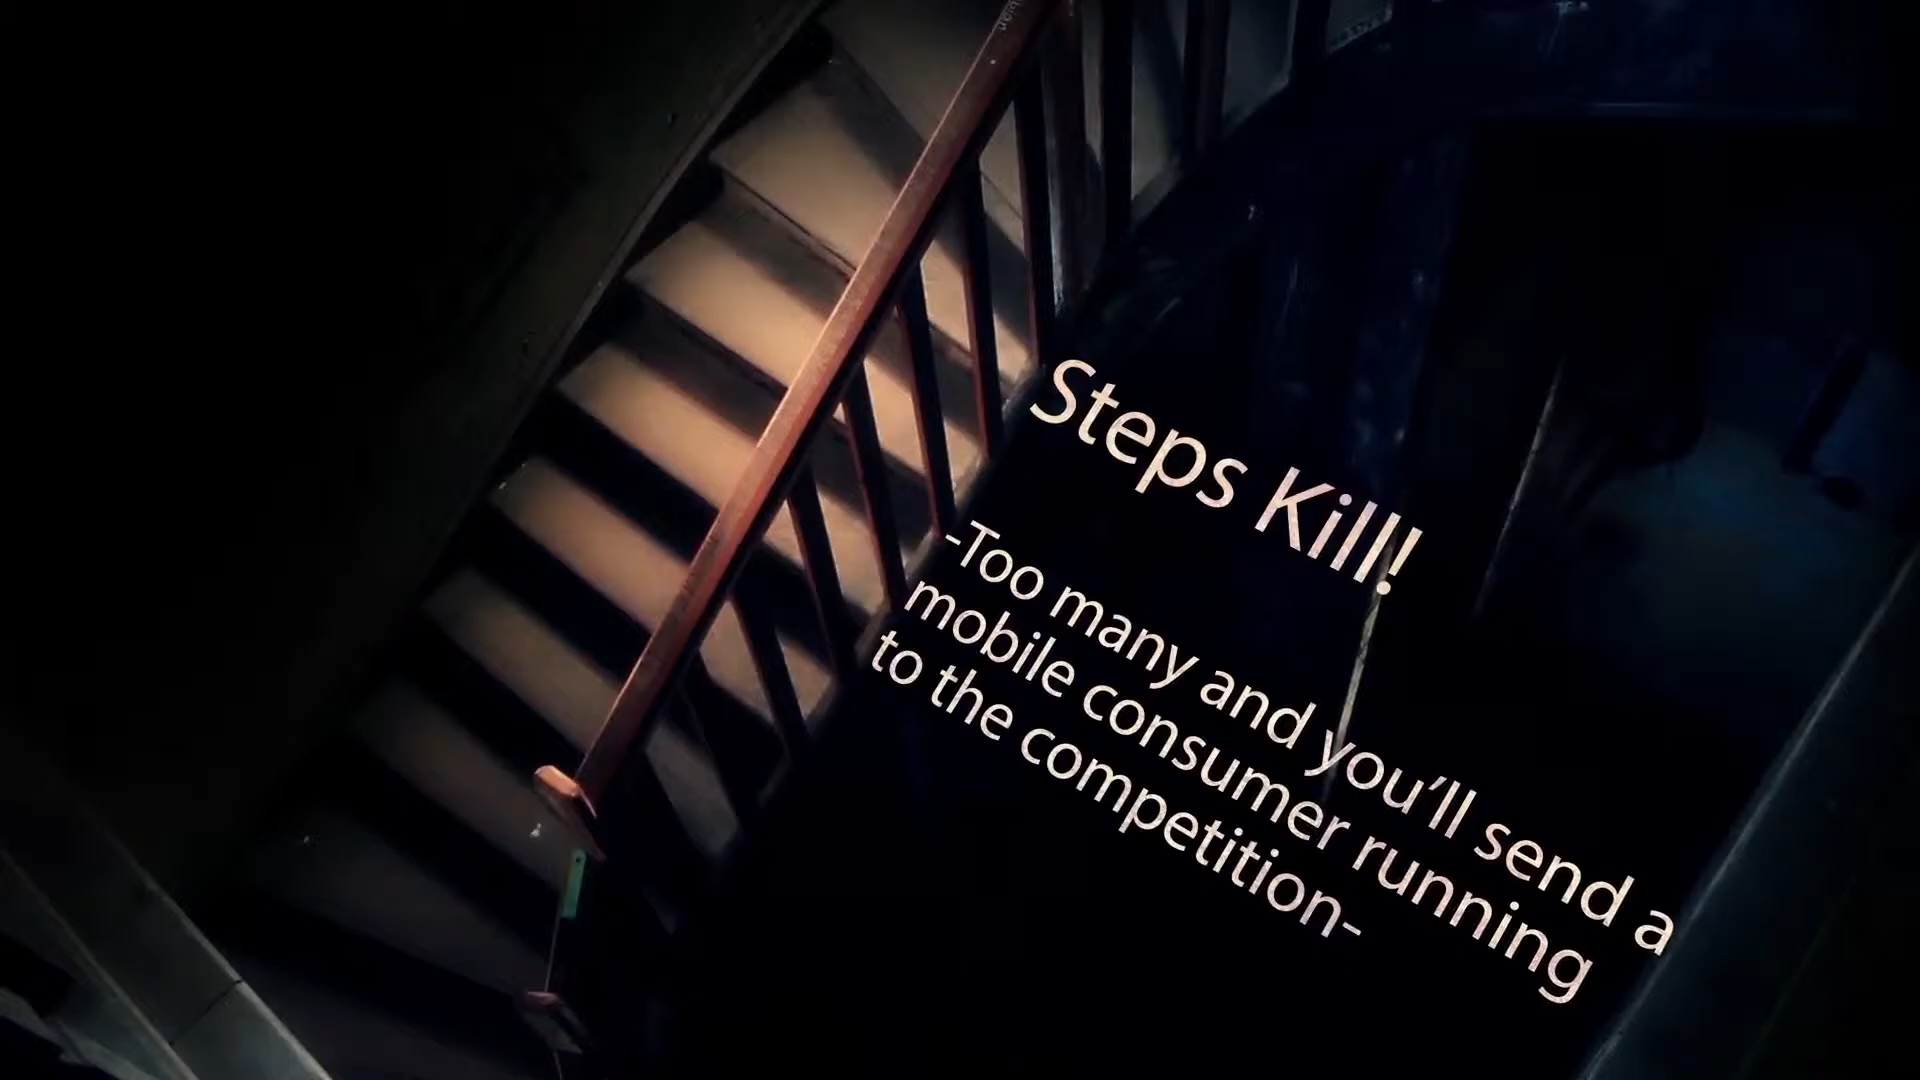 Steps Kill!
-Too many and you'll send a
mobile consumer running
to the competition-